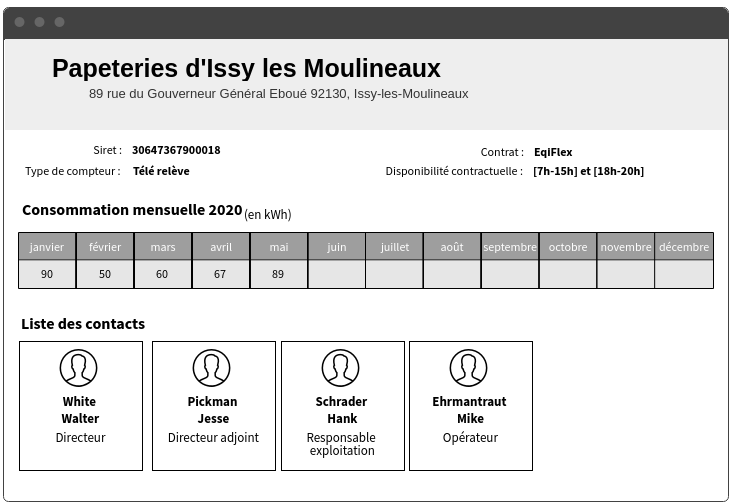 Papeteries d'Issy les Moulineaux
89 rue du Gouverneur Général Eboué 92130, Issy-les-Moulineaux
Siret : 30647367900018 Contrat : EqiFlex
Type de compteur : Télé relève Disponibilité contractuelle : [7h-15h] et [18h-20h]
Consommation mensuelle 2020 (en kWh)
janvier février mars avril mai juin juillet août septembre octobre novembre décembre
90 50 60 67 89
Liste des contacts
White Pickman Schrader Ehrmantraut
Walter Jesse Hank Mike
Directeur Directeur adjoint Responsable Opérateur
exploitation